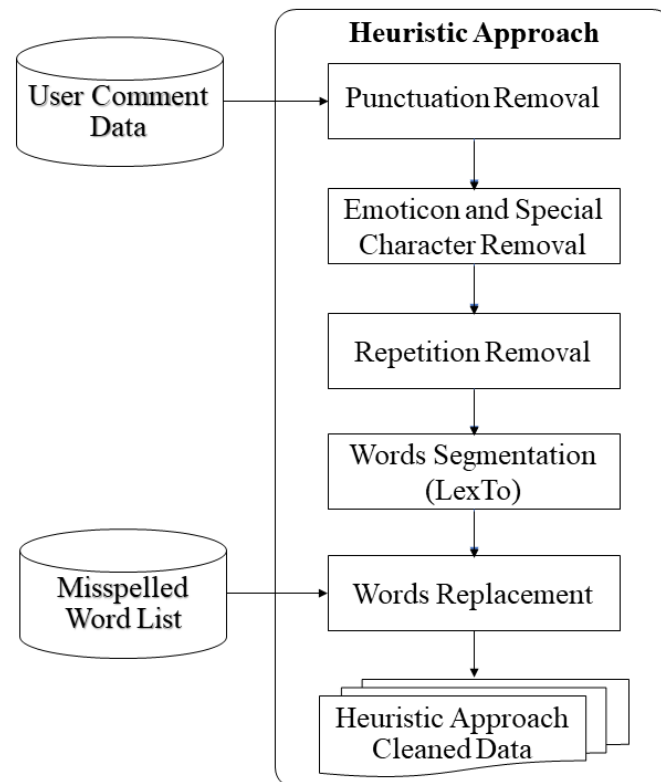 Heuristic Approach
User Comment
Data
Punctuation Removal
Emoticon and Special
Character Removal
Repetition Removal
Words Segmentation
(LexTo)
Misspelled
Word List
Words Replacement
Heuristic Approach
Cleaned Data